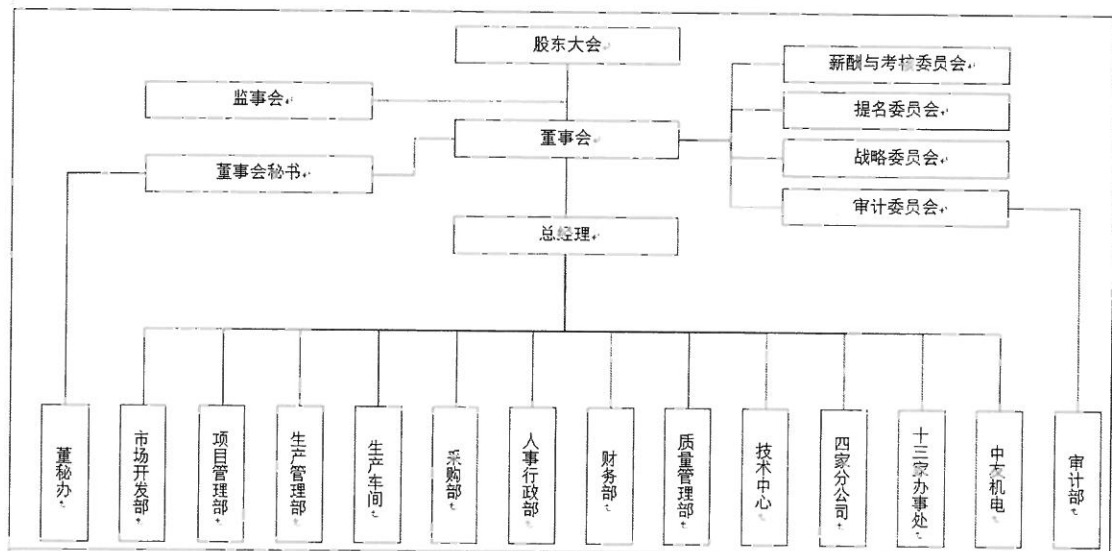 股东大会
薪酬与考核委员会
监事会
提名委员会
董事会
战略委员会
董事会秘书
审计委员会
总经理
董秘办
市场开发部
项目管理部
生产管理部
生产车间
采购部
人事行政部
财务部
质量管理部
技术中心
四家分公司
十三家办事处
中友机电
审计部